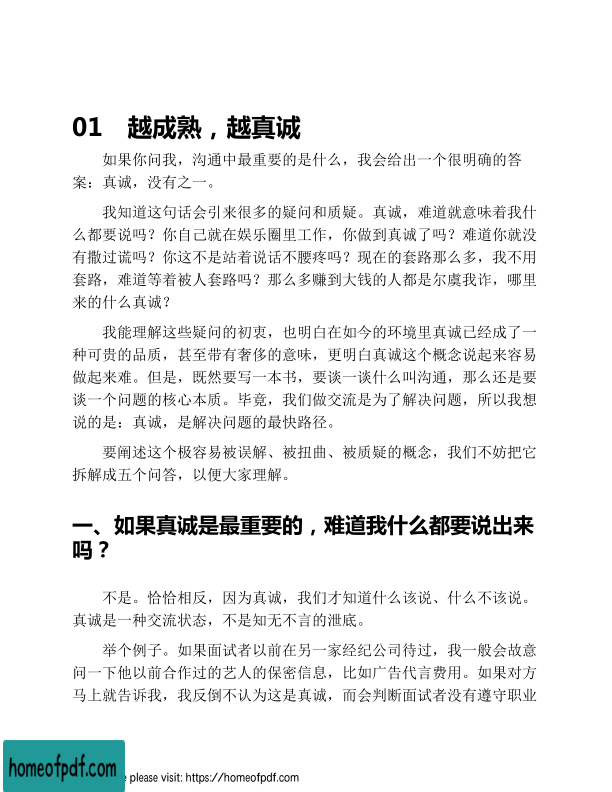 01　越成熟，越真诚
如果你问我，沟通中最重要的是什么，我会给出一个很明确的答
案：真诚，没有之一。
我知道这句话会引来很多的疑问和质疑。真诚，难道就意味着我什
么都要说吗？你自己就在娱乐圈里工作，你做到真诚了吗？难道你就没
有撒过谎吗？你这不是站着说话不腰疼吗？现在的套路那么多，我不用
套路，难道等着被人套路吗？那么多赚到大钱的人都是尔虞我诈，哪里
来的什么真诚？
我能理解这些疑问的初衷，也明白在如今的环境里真诚已经成了一
种可贵的品质，甚至带有奢侈的意味，更明白真诚这个概念说起来容易
做起来难。但是，既然要写一本书，要谈一谈什么叫沟通，那么还是要
谈一个问题的核心本质。毕竟，我们做交流是为了解决问题，所以我想
说的是：真诚，是解决问题的最快路径。
要阐述这个极容易被误解、被扭曲、被质疑的概念，我们不妨把它
拆解成五个问答，以便大家理解。
一、如果真诚是最重要的，难道我什么都要说出来
吗？
不是。恰恰相反，因为真诚，我们才知道什么该说、什么不该说。
真诚是一种交流状态，不是知无不言的泄底。
举个例子。如果面试者以前在另一家经纪公司待过，我一般会故意
问一下他以前合作过的艺人的保密信息，比如广告代言费用。如果对方
马上就告诉我，我反倒不认为这是真诚，而会判断面试者没有遵守职业
homeofpdf.com
e please visit: https://homeofpdf.com